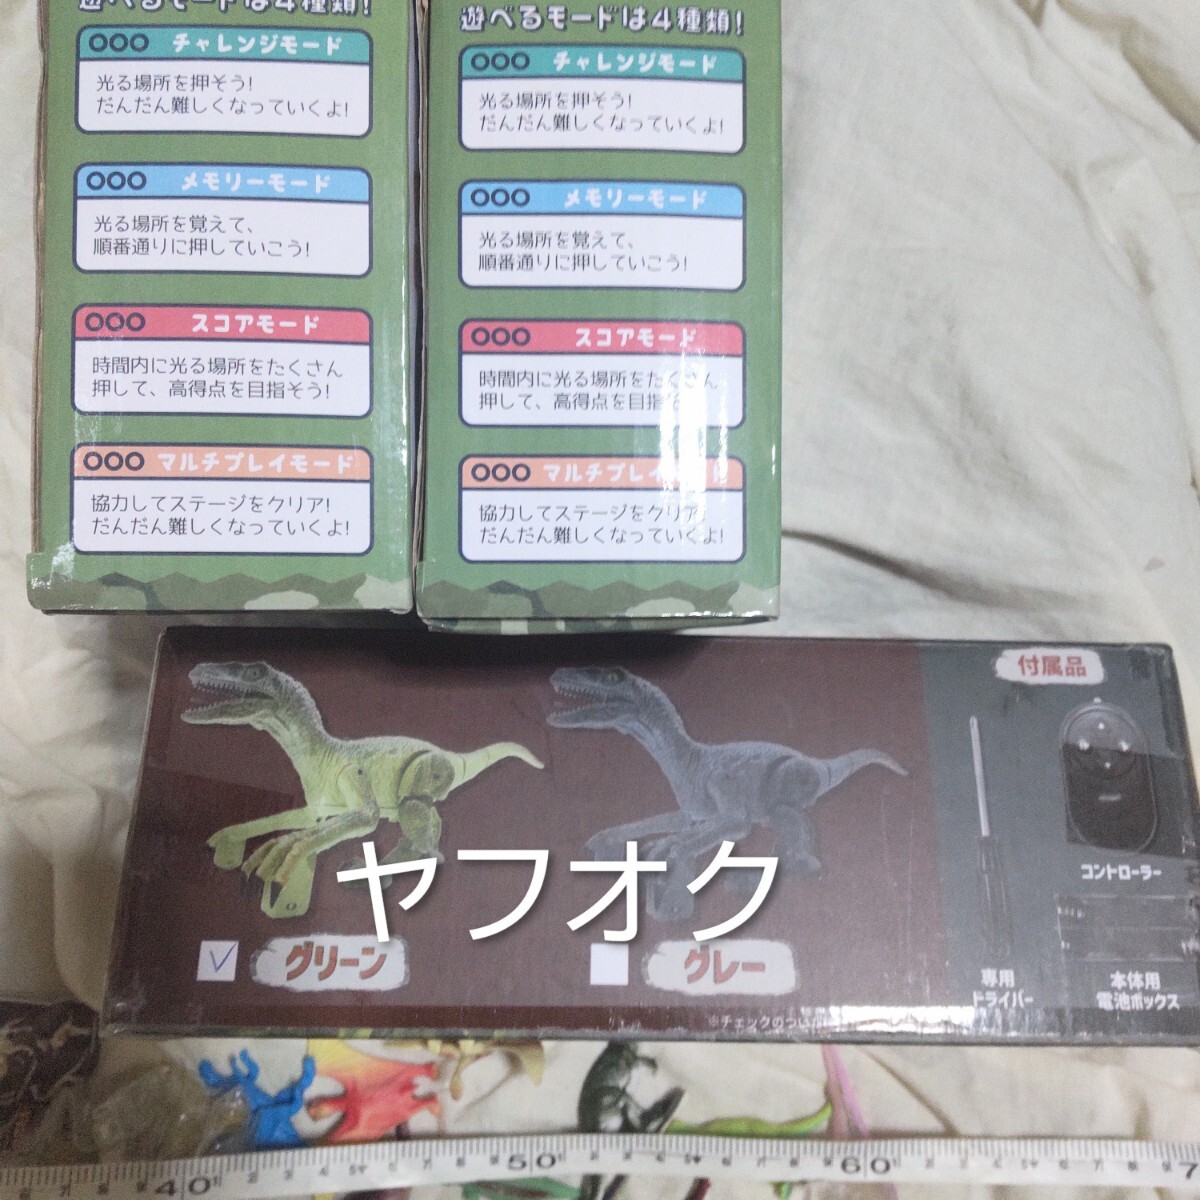 遊べるモードは4種類!
チャレンジモード
光る場所を押そう!
だんだん難しくなっていくよ!
メモリーモード
光る場所を覚えて、
順番通りに押していこう!
スコアモード
時間内に光る場所をたくさん
押して、高得点を目指そう!
マルチプレイモード
協力してステージをクリア!
だんだん難しくなっていくよ!
遊べるモードは4種類!
チャレンジモード
光る場所を押そう!
だんだん難しくなっていくよ!
メモリーモード
光る場所を覚えて、
順番通りに押していこう!
スコアモード
時間内に光る場所をたくさん
押して、高得点を目指そ
マルチプレイモード
協力してステージをクリア!
だんだん難しくなっていくよ!
付属品
コントローラー
ヤフオク
グリーン
グレー
専用
ドライバー
本体用
電池ボックス
※チェックのつい
40
50
60
7